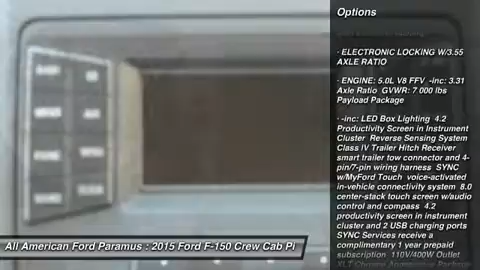 Options
· ELECTRONIC LOCKING W/3.55
AXLE RATIO
· ENGINE: 5.0L V8 FFV  -inc: 3.31
Axle Ratio  GVWR: 7 000 lbs
Payload Package
· -inc: LED Box Lighting  4.2
Productivity Screen in Instrument
Cluster  Reverse Sensing System
Class IV Trailer Hitch Receiver
smart trailer tow connector and 4-
pin/7-pin wiring harness  SYNC
w/MyFord Touch  voice-activated
in-vehicle connectivity system  8.0
center-stack touch screen w/audio
control and compass  4.2
productivity screen in instrument
cluster and 2 USB charging ports
SYNC Services receive a
complimentary 1 year prepaid
subscription  110V/400W Outlet
XLT Chrome Appearance Package
All American Ford Paramus : 2015 Ford F-150 Crew Cab Pi